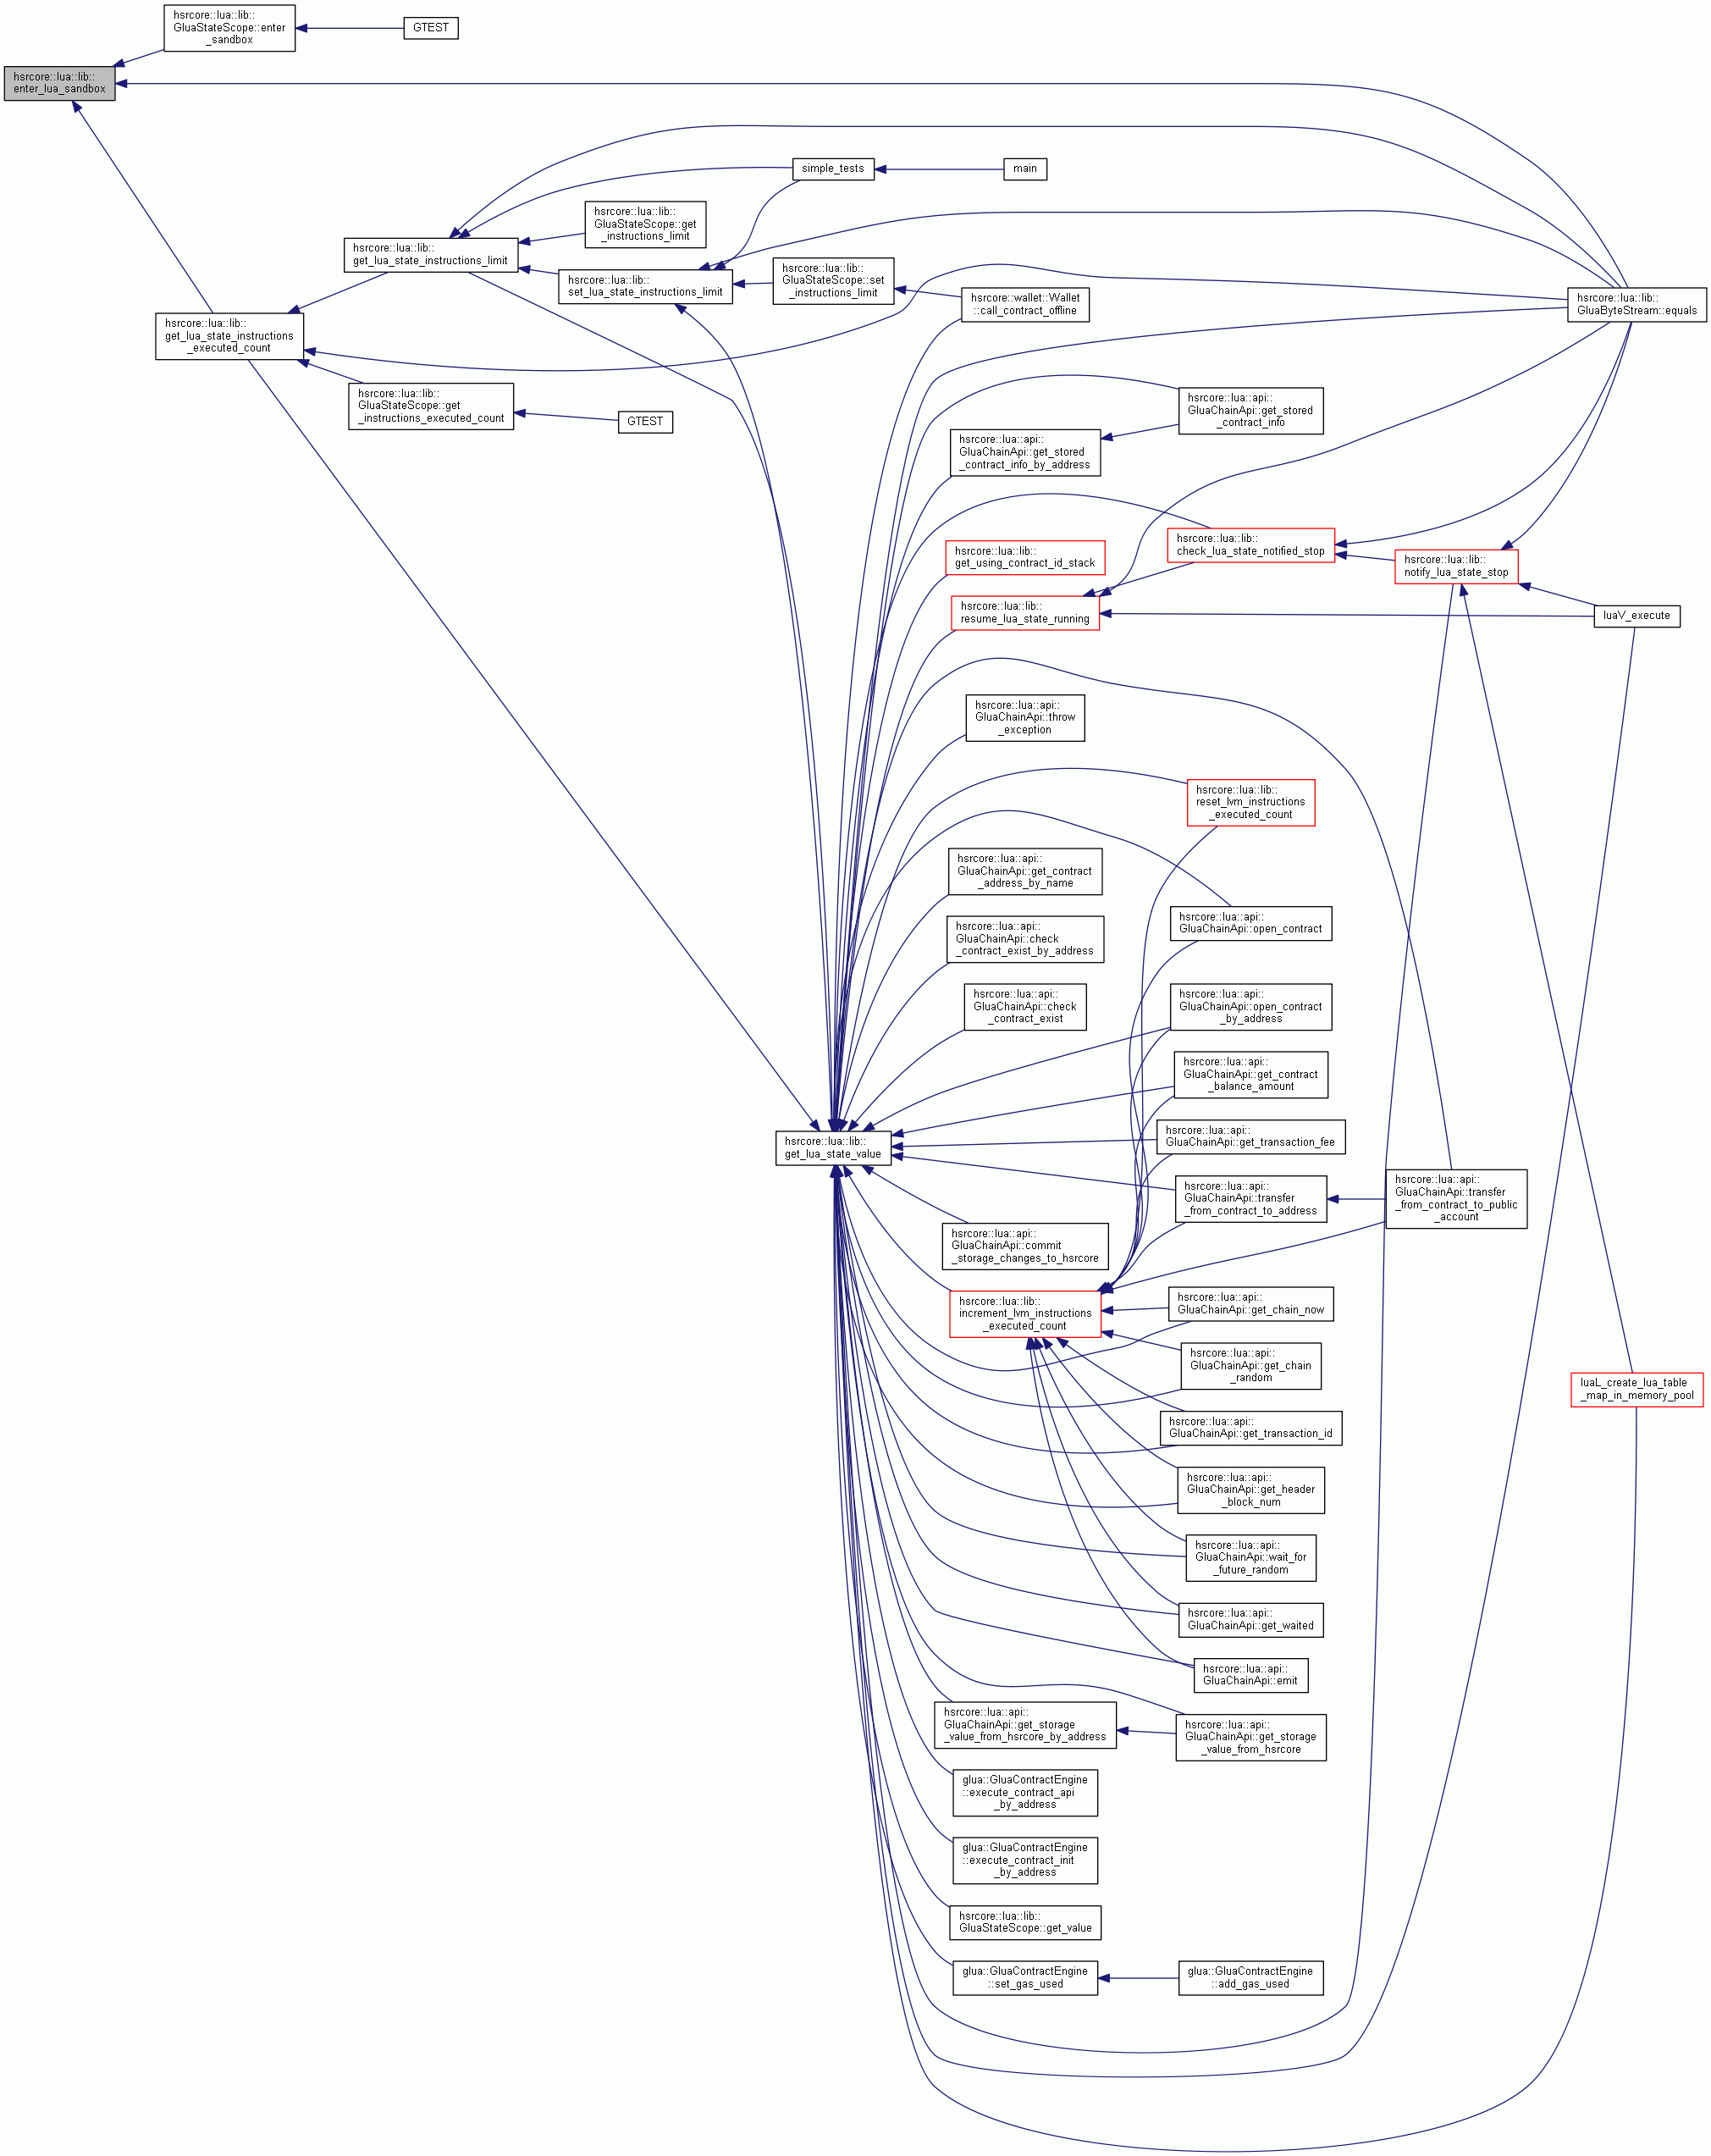 hsrcore::lua::lib::
GluaStateScope::enter
_sandbox
GTEST
hsrcore::lua::lib::
enter_lua_sandbox
simple_tests
main
hsrcore::lua::lib::
GluaStateScope::get
_instructions_limit
hsrcore::lua::lib::
get_lua_state_instructions_limit
hsrcore::lua::lib::
set_lua_state_instructions_limit
hsrcore::lua::lib::
GluaStateScope::set
_instructions_limit
hsrcore::wallet::Wallet
::call_contract_offline
hsrcore::lua::lib::
GluaByteStream::equals
hsrcore::lua::lib::
get_lua_state_instructions
_executed_count
hsrcore::lua::lib::
GluaStateScope::get
_instructions_executed_count
GTEST
hsrcore::lua::api::
GluaChainApi::get_stored
_contract_info
hsrcore::lua::api::
GluaChainApi::get_stored
_contract_info_by_address
hsrcore::lua::lib::
check_lua_state_notified_stop
hsrcore::lua::lib::
get_using_contract_id_stack
hsrcore::lua::lib::
notify_lua_state_stop
hsrcore::lua::lib::
resume_lua_state_running
luaV_execute
hsrcore::lua::api::
GluaChainApi::throw
_exception
hsrcore::lua::lib::
reset_lvm_instructions
_executed_count
hsrcore::lua::api::
GluaChainApi::get_contract
_address_by_name
hsrcore::lua::api::
GluaChainApi::open_contract
hsrcore::lua::api::
GluaChainApi::check
_contract_exist_by_address
hsrcore::lua::api::
GluaChainApi::check
_contract_exist
hsrcore::lua::api::
GluaChainApi::open_contract
_by_address
hsrcore::lua::api::
GluaChainApi::get_contract
_balance_amount
hsrcore::lua::lib::
get_lua_state_value
hsrcore::lua::api::
GluaChainApi::get_transaction_fee
hsrcore::lua::api::
GluaChainApi::transfer
_from_contract_to_address
hsrcore::lua::api::
GluaChainApi::transfer
_from_contract_to_public
_account
hsrcore::lua::api::
GluaChainApi::commit
_storage_changes_to_hsrcore
hsrcore::lua::lib::
increment_lvm_instructions
_executed_count
hsrcore::lua::api::
GluaChainApi::get_chain_now
hsrcore::lua::api::
GluaChainApi::get_chain
_random
luaL_create_lua_table
_map_in_memory_pool
hsrcore::lua::api::
GluaChainApi::get_transaction_id
hsrcore::lua::api::
GluaChainApi::get_header
_block_num
hsrcore::lua::api::
GluaChainApi::wait_for
_future_random
hsrcore::lua::api::
GluaChainApi::get_waited
hsrcore::lua::api::
GluaChainApi::emit
hsrcore::lua::api::
GluaChainApi::get_storage
_value_from_hsrcore_by_address
hsrcore::lua::api::
GluaChainApi::get_storage
_value_from_hsrcore
glua::GluaContractEngine
::execute_contract_api
_by_address
glua::GluaContractEngine
::execute_contract_init
_by_address
hsrcore::lua::lib::
GluaStateScope::get_value
glua::GluaContractEngine
::set_gas_used
glua::GluaContractEngine
::add_gas_used